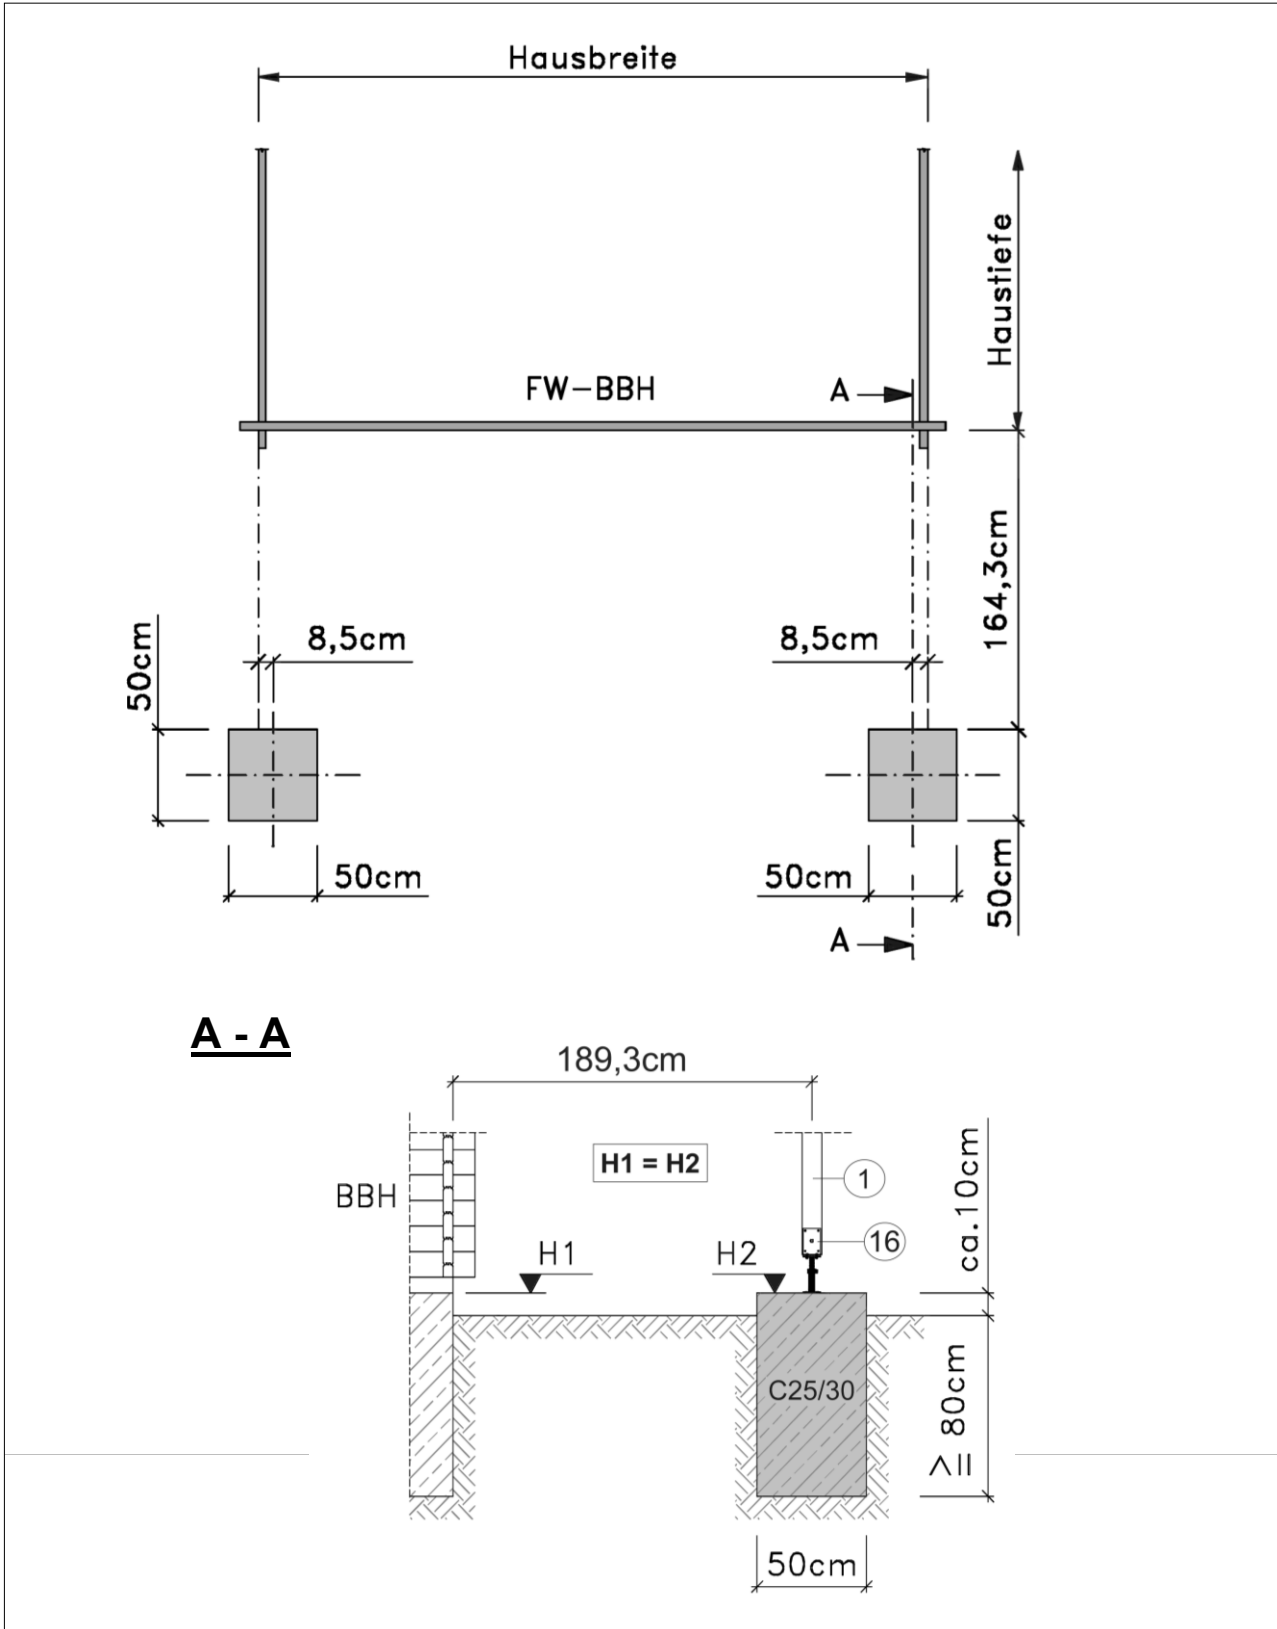 Hausbreite
Haustiefe
FW-BBH
A
164,3cm
50cm
8,5cm
8,5cm
50cm
50cm
50cm
A
A - A
189,3cm
H1 = H2
1
ca.10cm
BBH
16
H1
H2
C25/30
≥ 80cm
50cm